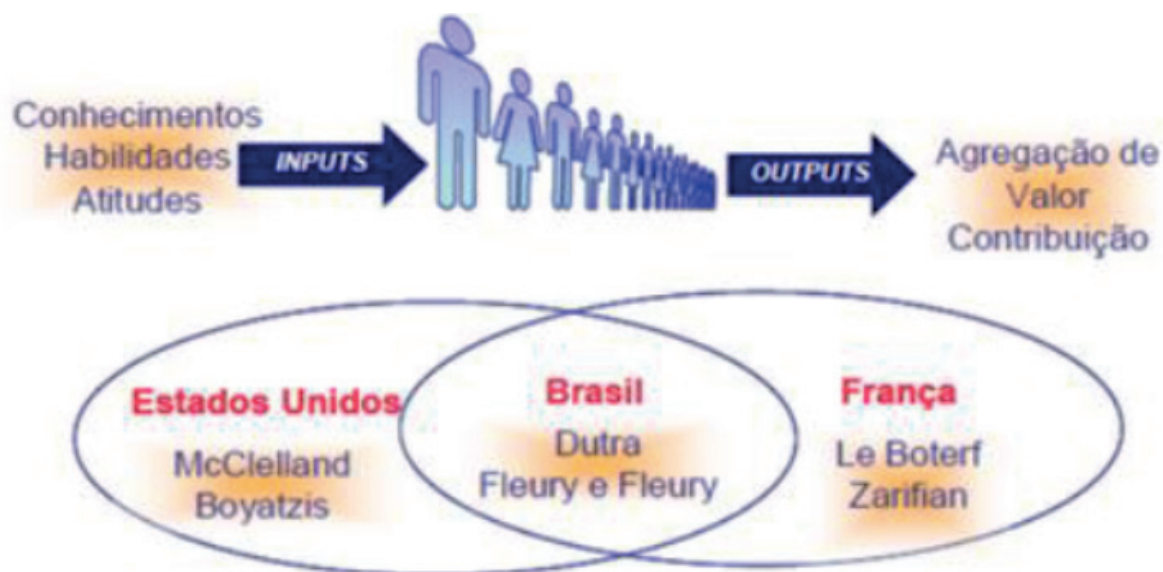 Conhecimentos
Habilidades
Atitudes
INPUTS
OUTPUTS
Agregação de
Valor
Contribuição
Estados Unidos
McClelland
Boyatzis
Brasil
Dutra
Fleury e Fleury
França
Le Boterf
Zarifian